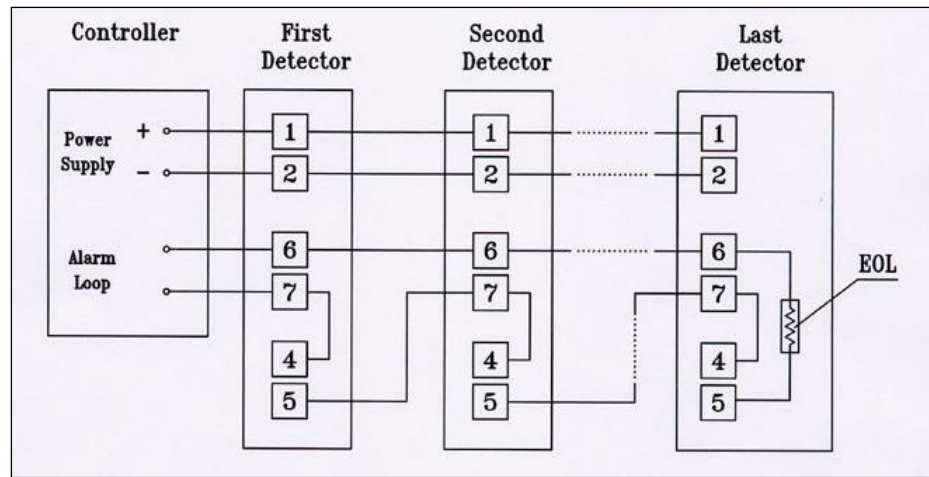 Controller
First
Detector
Second
Detector
Last
Detector
Power
Supply
+
−
1
1
1
2
2
2
Alarm
Loop
6
6
6
7
7
7
EOL
4
4
4
5
5
5